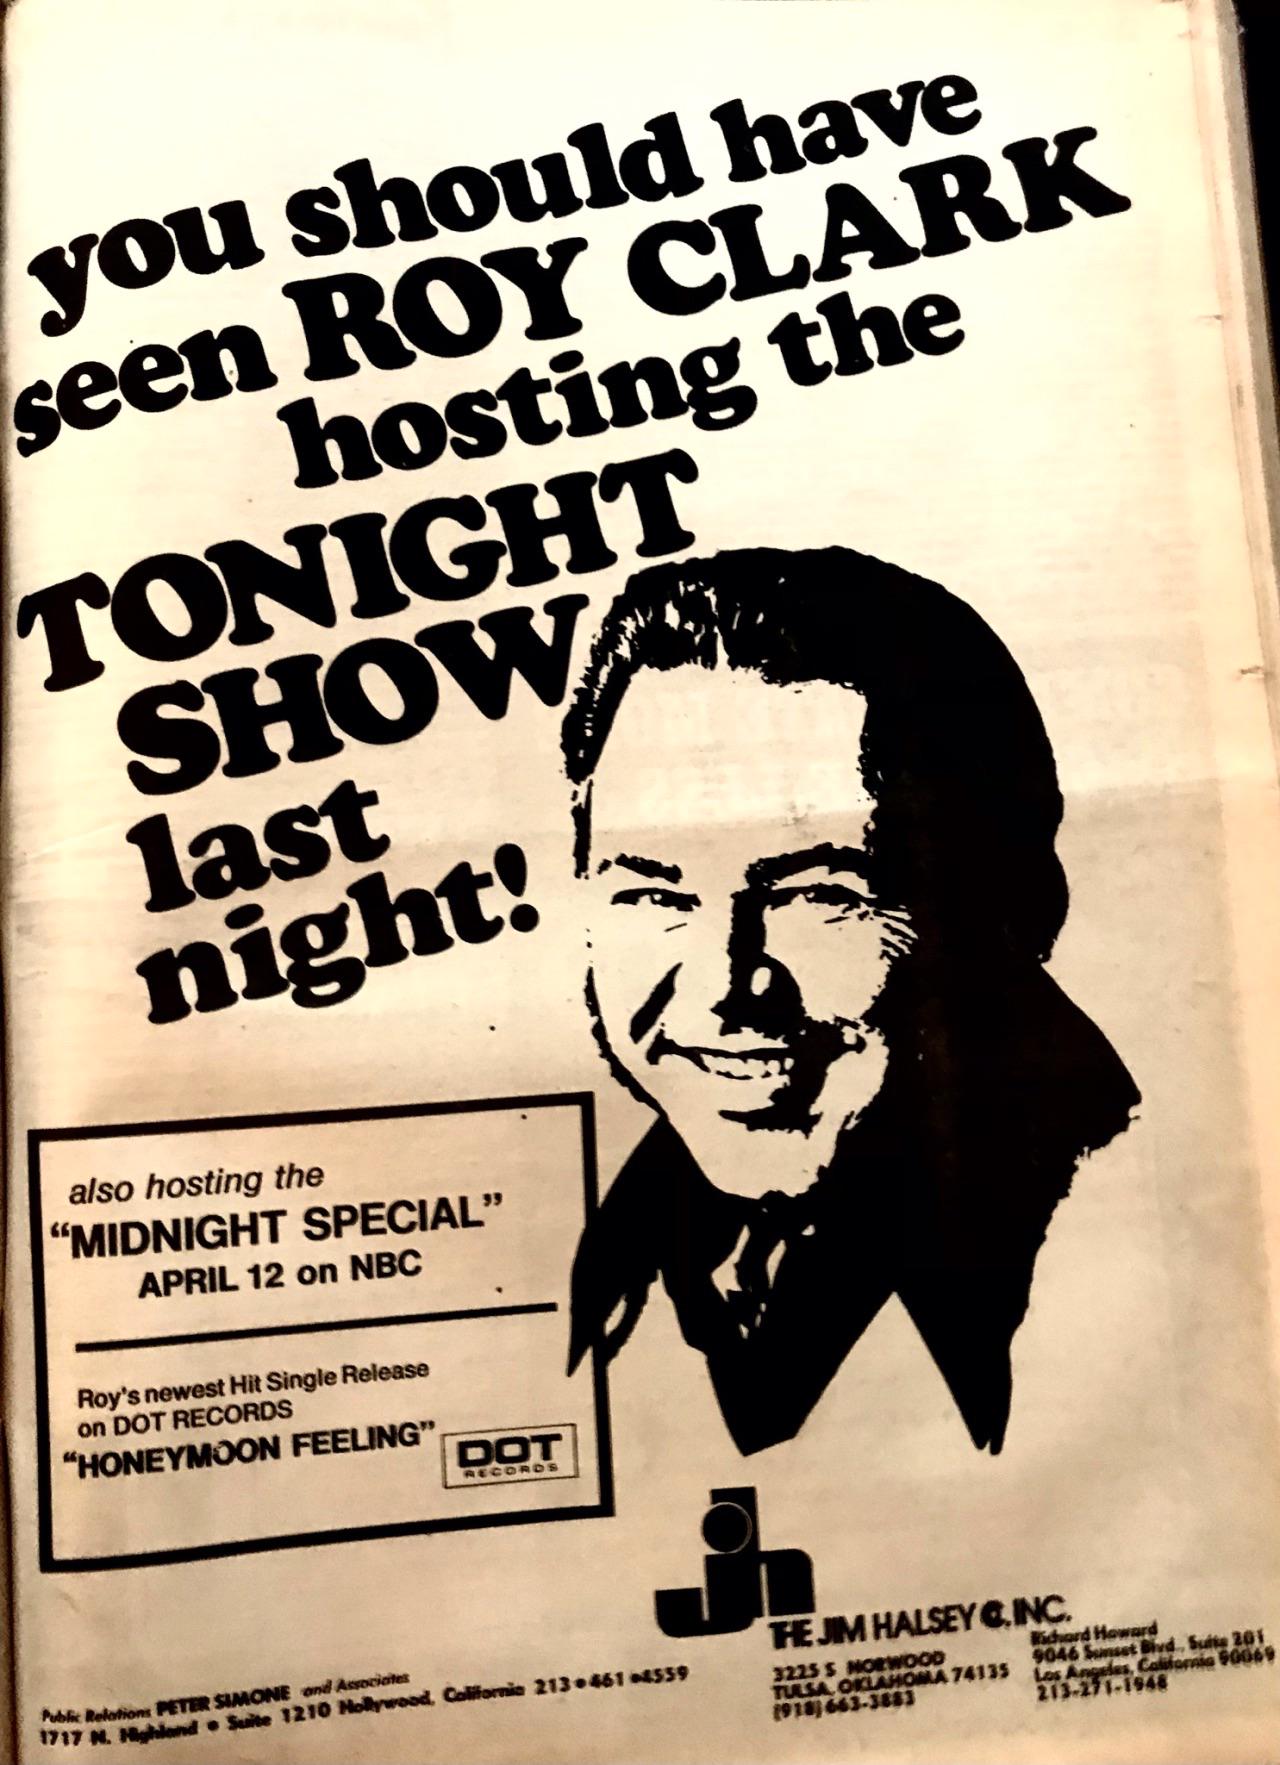 you should have
seen ROY CLARK
hosting the
TONIGHT
SHOW
last
night!
also hosting the
“MIDNIGHT SPECIAL”
APRIL 12 on NBC
Roy's newest Hit Single Release
on DOT RECORDS
“HONEYMOON FEELING”
DOT
RECORDS
jh
THE JIM HALSEY CO. INC.
3225 S NORWOOD
TULSA, OKLAHOMA 74135
(918) 663-3883
Richard Howard
9046 Sunset Blvd., Suite 201
Los Angeles, California 90069
213-271-1948
Public Relations PETER SIMONE and Associates
1717 N. Highland • Suite 1210 Hollywood, California 213•461•4559